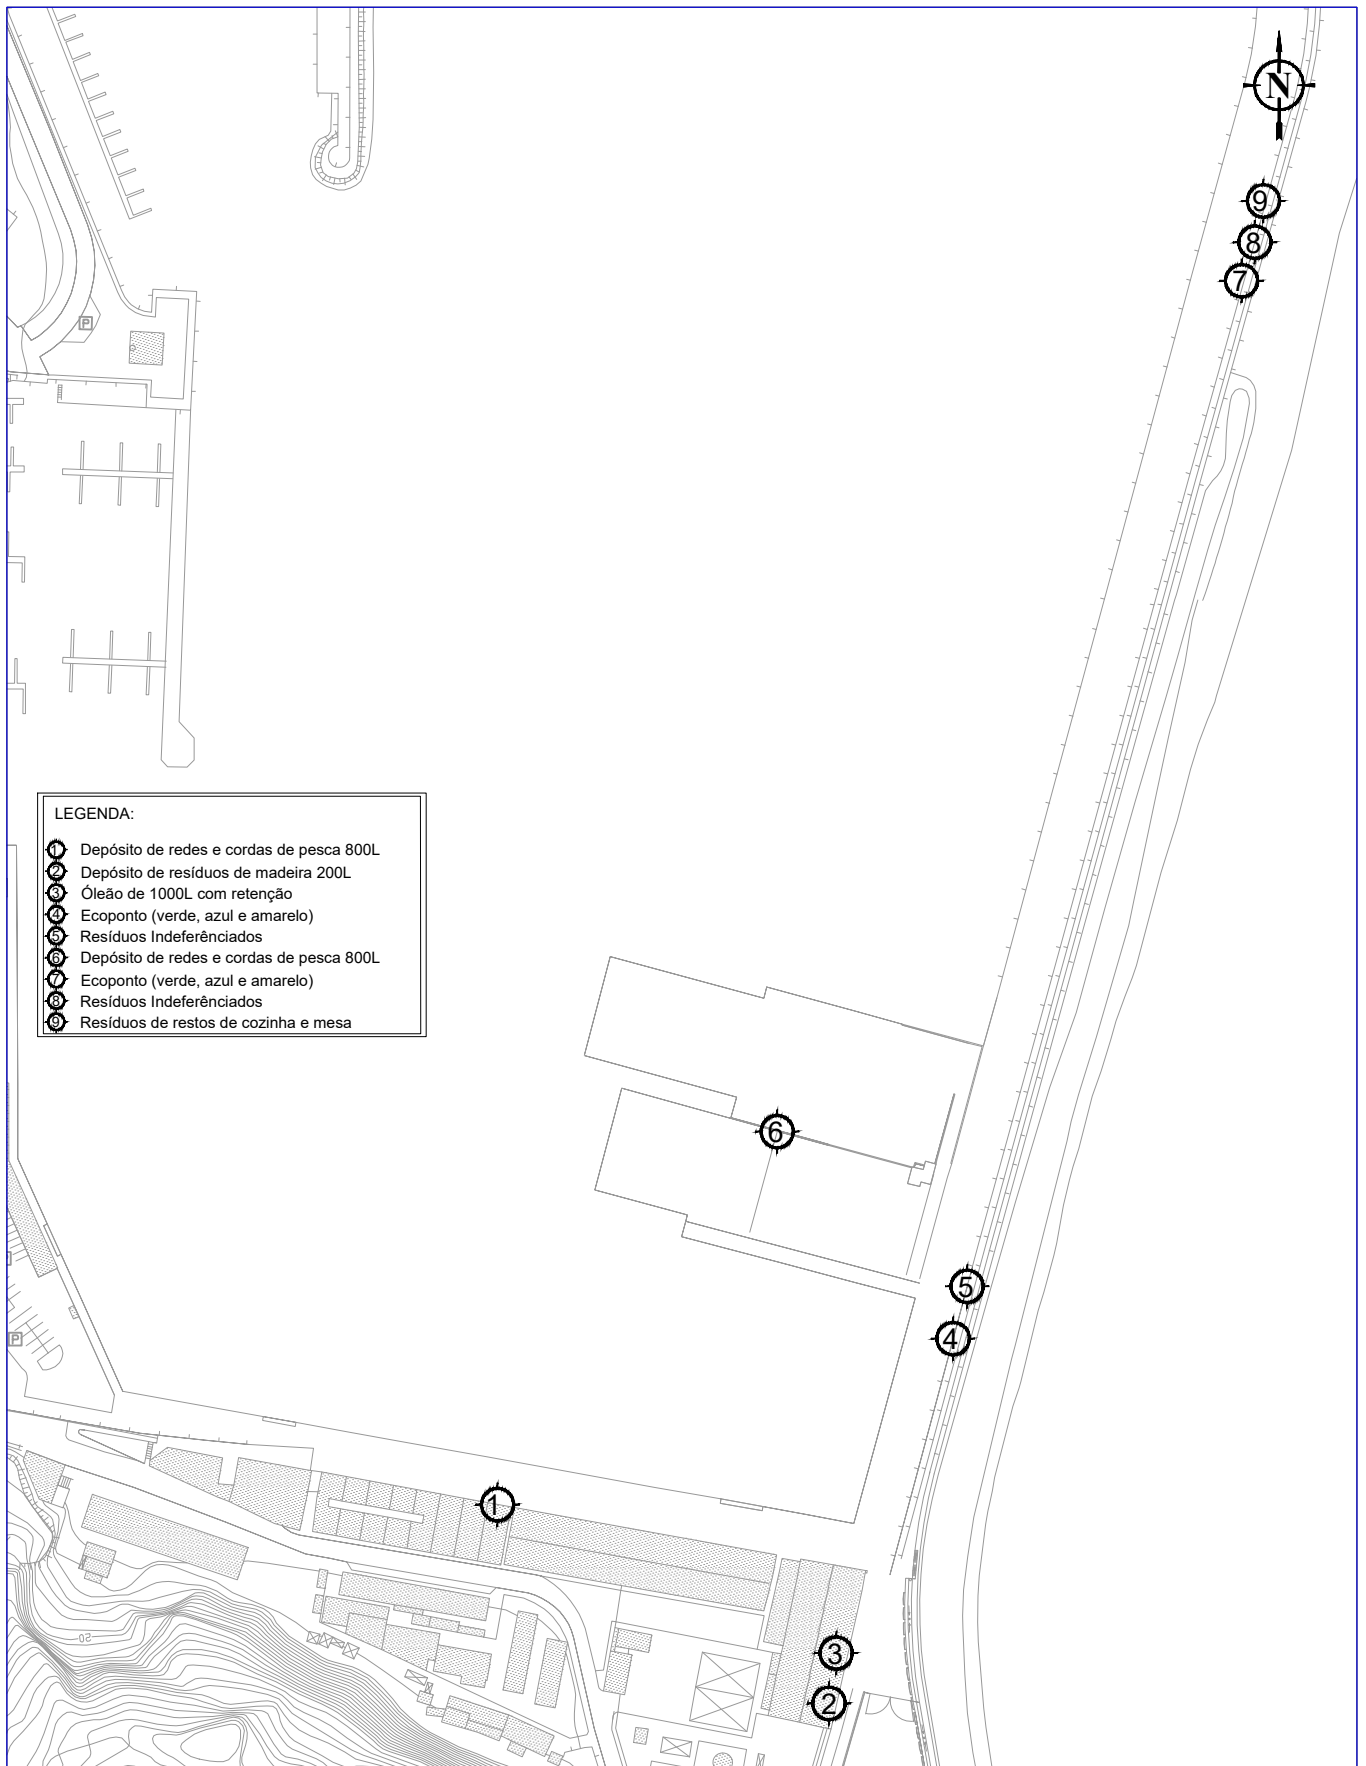 N
9
8
7
P
LEGENDA:
1 Depósito de redes e cordas de pesca 800L
2 Depósito de resíduos de madeira 200L
3 Óleão de 1000L com retenção
4 Ecoponto (verde, azul e amarelo)
5 Resíduos Indeferênciados
6 Depósito de redes e cordas de pesca 800L
7 Ecoponto (verde, azul e amarelo)
8 Resíduos Indeferênciados
9 Resíduos de restos de cozinha e mesa
6
5
4
P
1
50
3
2